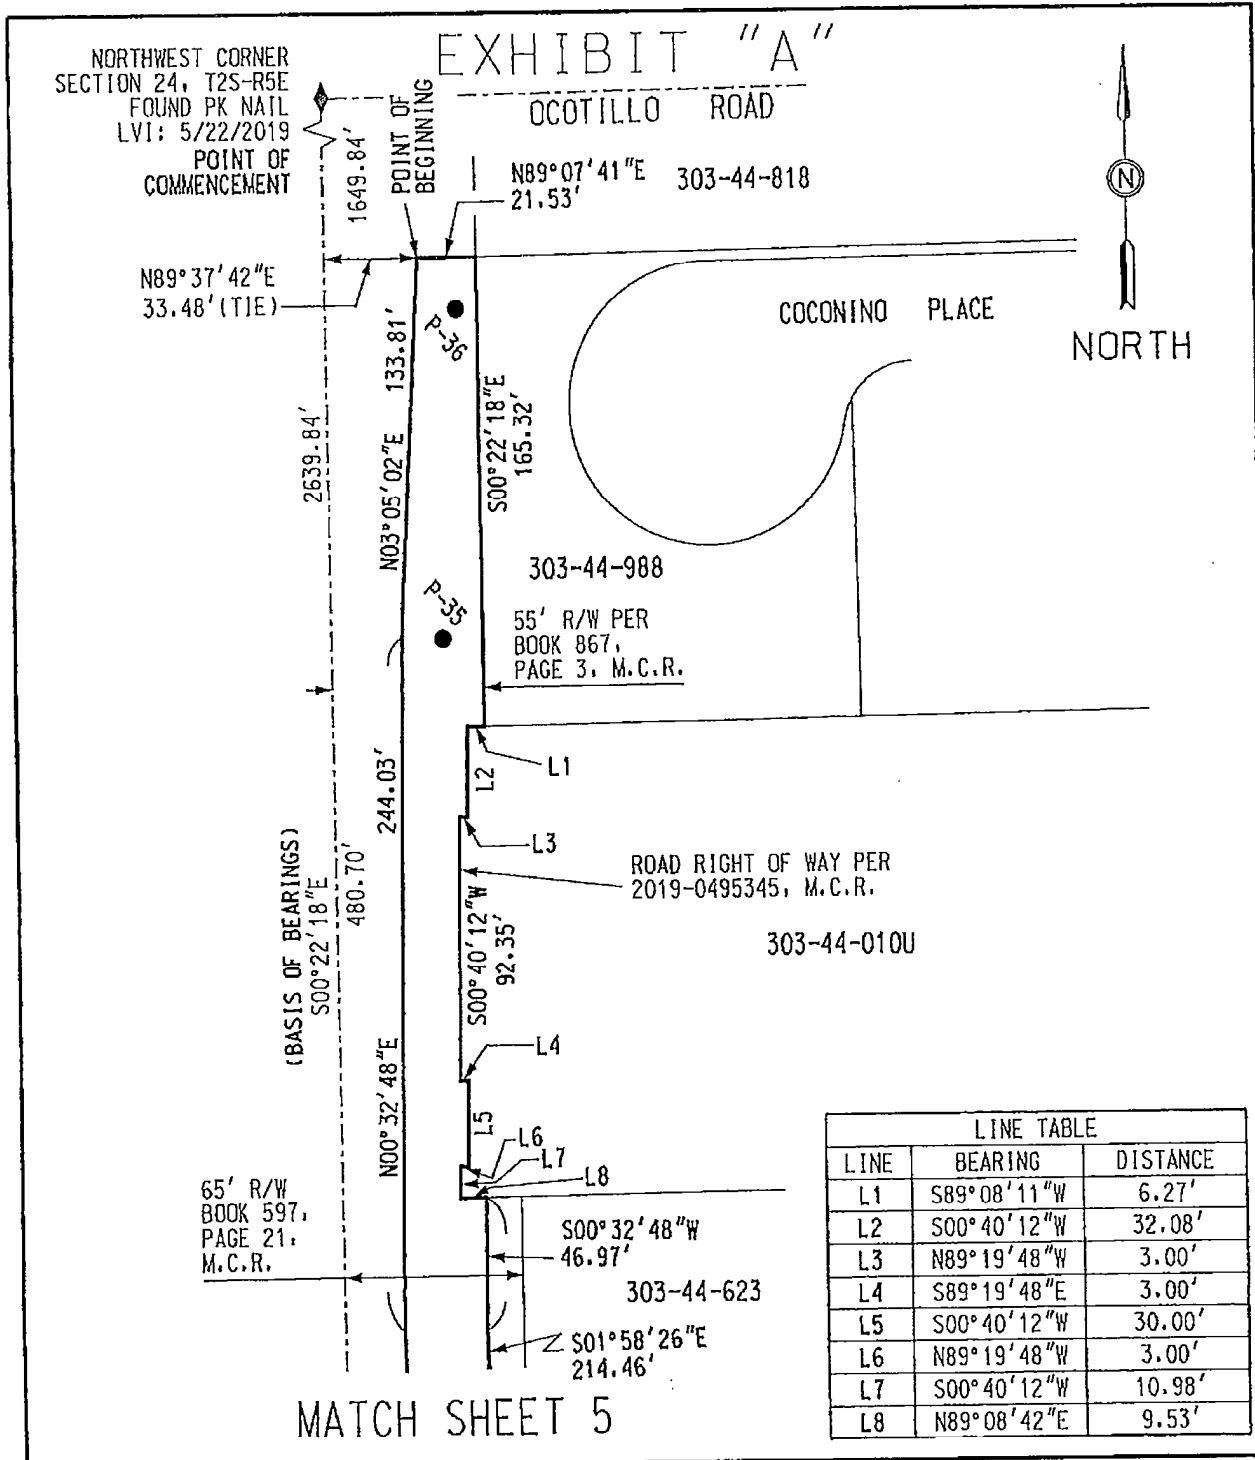 EXHIBIT "A"
NORTHWEST CORNER
SECTION 24, T2S-R5E
FOUND PK NAIL
LVI: 5/22/2019
POINT OF
COMMENCEMENT
1649.84'
POINT OF
BEGINNING
OCOTILLO ROAD
N89°07'41"E
21.53'
303-44-818
N
NORTH
N89°37'42"E
33.48'(TIE)
COCONINO PLACE
P-36
133.81'
N03°05'02"E
S00°22'18"E
165.32'
2639.84'
303-44-988
P-35
55' R/W PER
BOOK 867,
PAGE 3, M.C.R.
L1
L2
244.03'
L3
ROAD RIGHT OF WAY PER
2019-0495345, M.C.R.
(BASIS OF BEARINGS)
S00°22'18"E
480.70'
S00°40'12"W
92.35'
303-44-010U
L4
N00°32'48"E
L5
L6
L7
L8
65' R/W
BOOK 597,
PAGE 21,
M.C.R.
S00°32'48"W
46.97'
303-44-623
S01°58'26"E
214.46'
MATCH SHEET 5
LINE TABLE
LINE BEARING DISTANCE
L1 S89°08'11"W 6.27'
L2 S00°40'12"W 32.08'
L3 N89°19'48"W 3.00'
L4 S89°19'48"E 3.00'
L5 S00°40'12"W 30.00'
L6 N89°19'48"W 3.00'
L7 S00°40'12"W 10.98'
L8 N89°08'42"E 9.53'